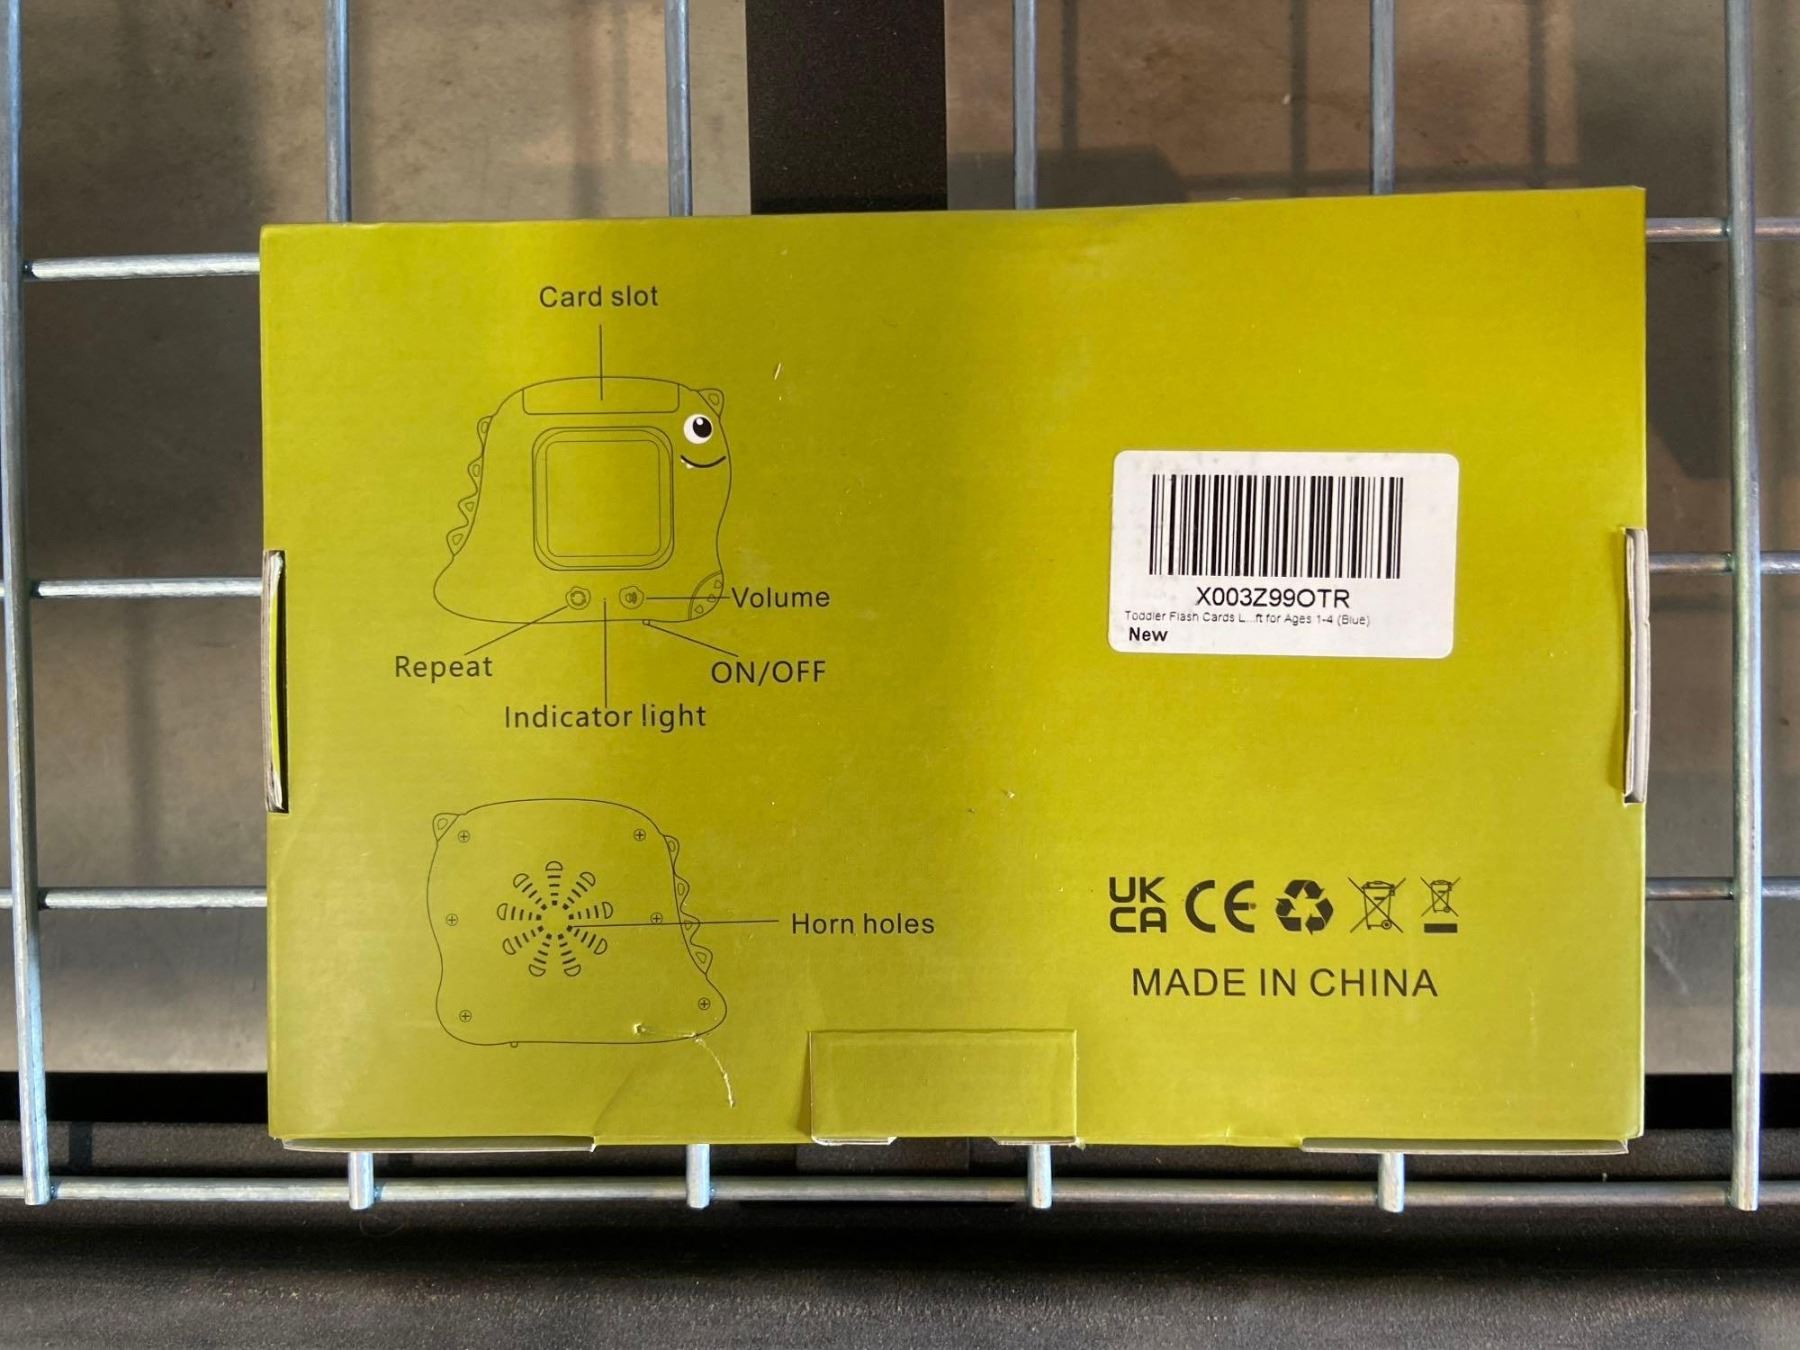 Card slot
Volume
Repeat
ON/OFF
Indicator light
Horn holes
X003Z99OTR
Toddler Flash Cards L...ft for Ages 1-4 (Blue)
New
UK
CA
CE
MADE IN CHINA